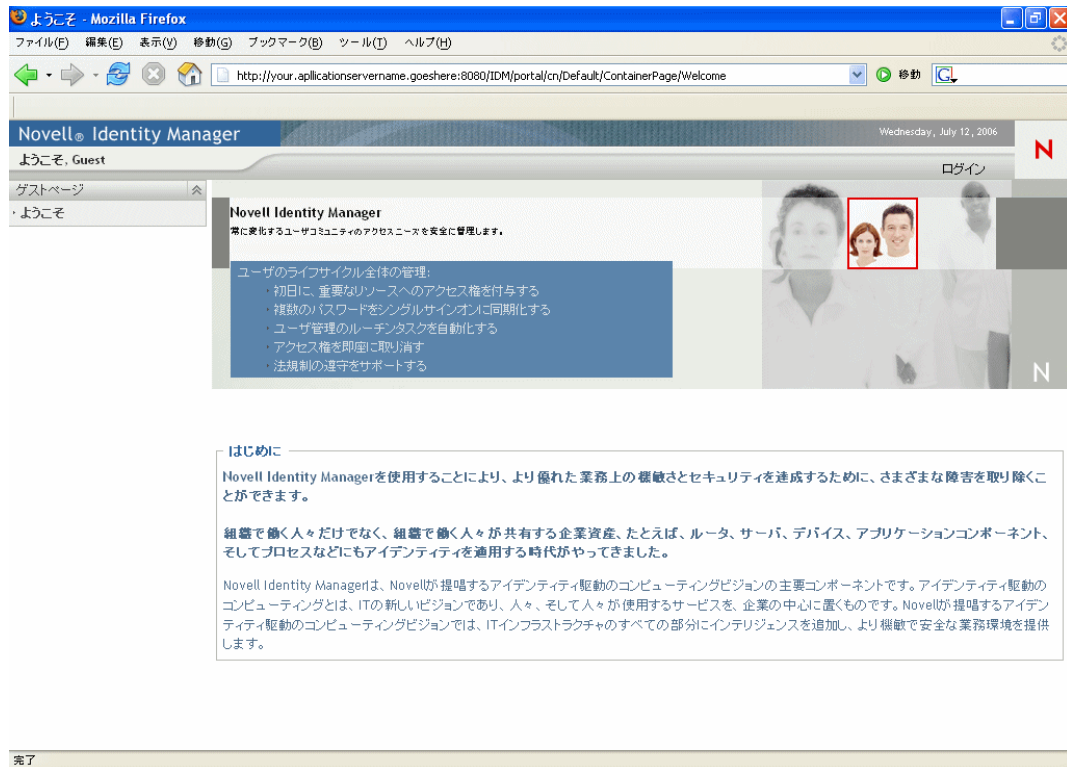 ようこそ - Mozilla Firefox
ファイル(F) 編集(E) 表示(V) 移動(G) ブックマーク(B) ツール(T) ヘルプ(H)
http://your.apllicationservername.goeshere:8080/IDM/portal/cn/Default/ContainerPage/Welcome
移動
G
Novell® Identity Manager
Wednesday, July 12, 2006
N
ようこそ, Guest
ログイン
ゲストページ
ようこそ
Novell Identity Manager
常に変化するユーザコミュニティのアクセスニーズを安全に管理します。
ユーザのライフサイクル全体の管理:
初日に、重要なリソースへのアクセス権を付与する
複数のパスワードをシングルサインオンに同期化する
ユーザ管理のルーチンタスクを自動化する
アクセス権を即座に取り消す
法規制の遵守をサポートする
N
はじめに
Novell Identity Managerを使用することにより、より優れた業務上の機敏さとセキュリティを達成するために、さまざまな障害を取り除くこ
とができます。
組織で働く人々だけでなく、組織で働く人々が共有する企業資産、たとえば、ルータ、サーバ、デバイス、アプリケーションコンポーネント、
そしてプロセスなどにもアイデンティティを適用する時代がやってきました。
Novell Identity Managerは、Novellが提唱するアイデンティティ駆動のコンピューティングビジョンの主要コンポーネントです。アイデンティティ駆動の
コンピューティングとは、ITの新しいビジョンであり、人々、そして人々が使用するサービスを、企業の中心に置くものです。Novellが提唱するアイデン
ティティ駆動のコンピューティングビジョンでは、ITインフラストラクチャのすべての部分にインテリジェンスを追加し、より機敏で安全な業務環境を提供
します。
完了